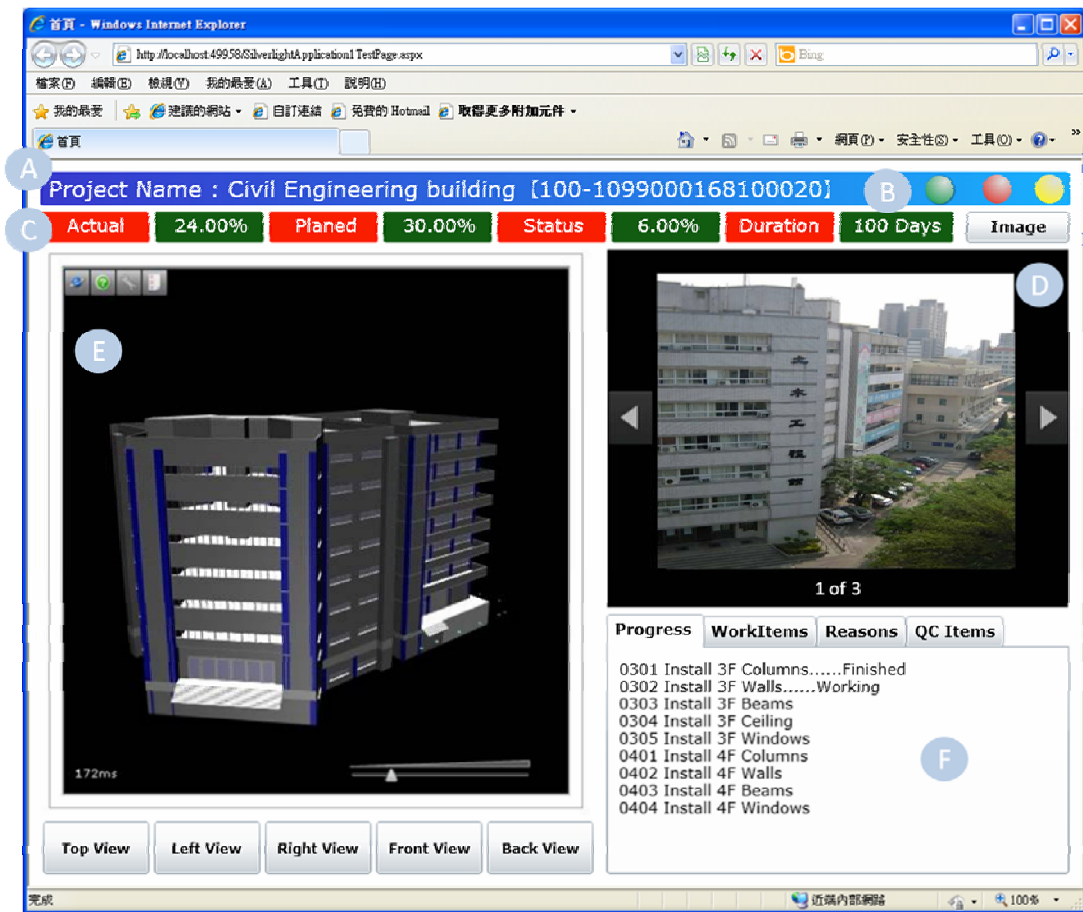 首頁 - Windows Internet Explorer
http://localhost:49958/SilverlightApplication1TestPage.aspx
Bing
檔案(F) 編輯(E) 檢視(V) 我的最愛(A) 工具(T) 說明(H)
我的最愛 建議的網站 自訂連結 免費的 Hotmail 取得更多附加元件
首頁 網頁(P) 安全性(S) 工具(O) »
A
Project Name : Civil Engineering building【100-1099000168100020】 B
C Actual 24.00% Planed 30.00% Status 6.00% Duration 100 Days Image
D
E
土木工程館
1 of 3
Progress WorkItems Reasons QC Items
0301 Install 3F Columns......Finished
0302 Install 3F Walls......Working
0303 Install 3F Beams
0304 Install 3F Ceiling
0305 Install 3F Windows
0401 Install 4F Columns
0402 Install 4F Walls
0403 Install 4F Beams
0404 Install 4F Windows
F
172ms
Top View Left View Right View Front View Back View
完成 近端內部網路 100%